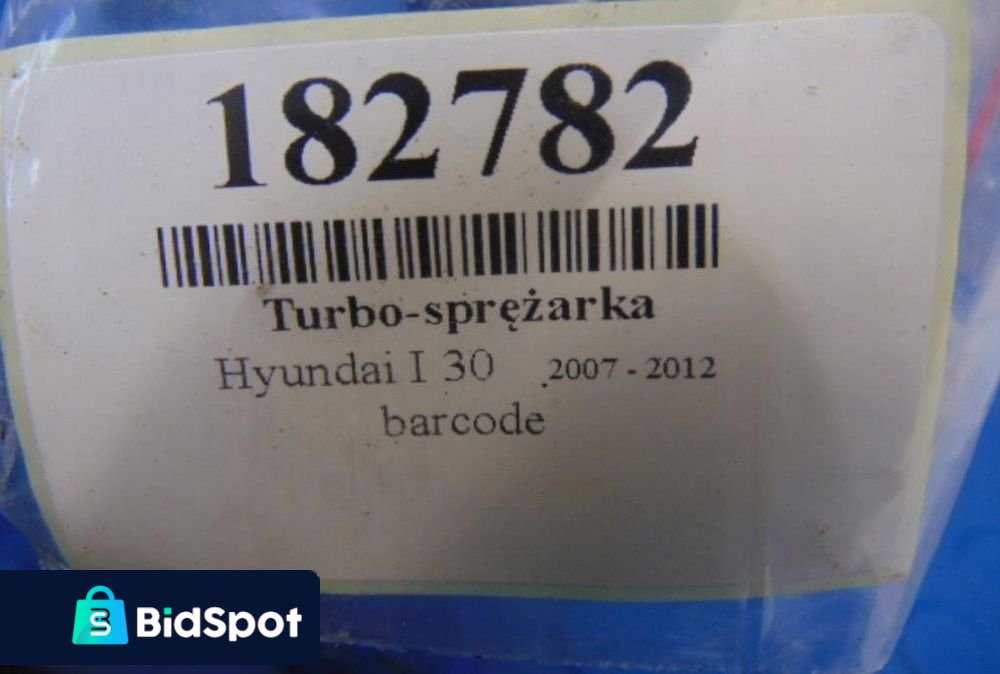 182782
Turbo-sprężarka
Hyundai I 30 2007 - 2012
barcode
BidSpot